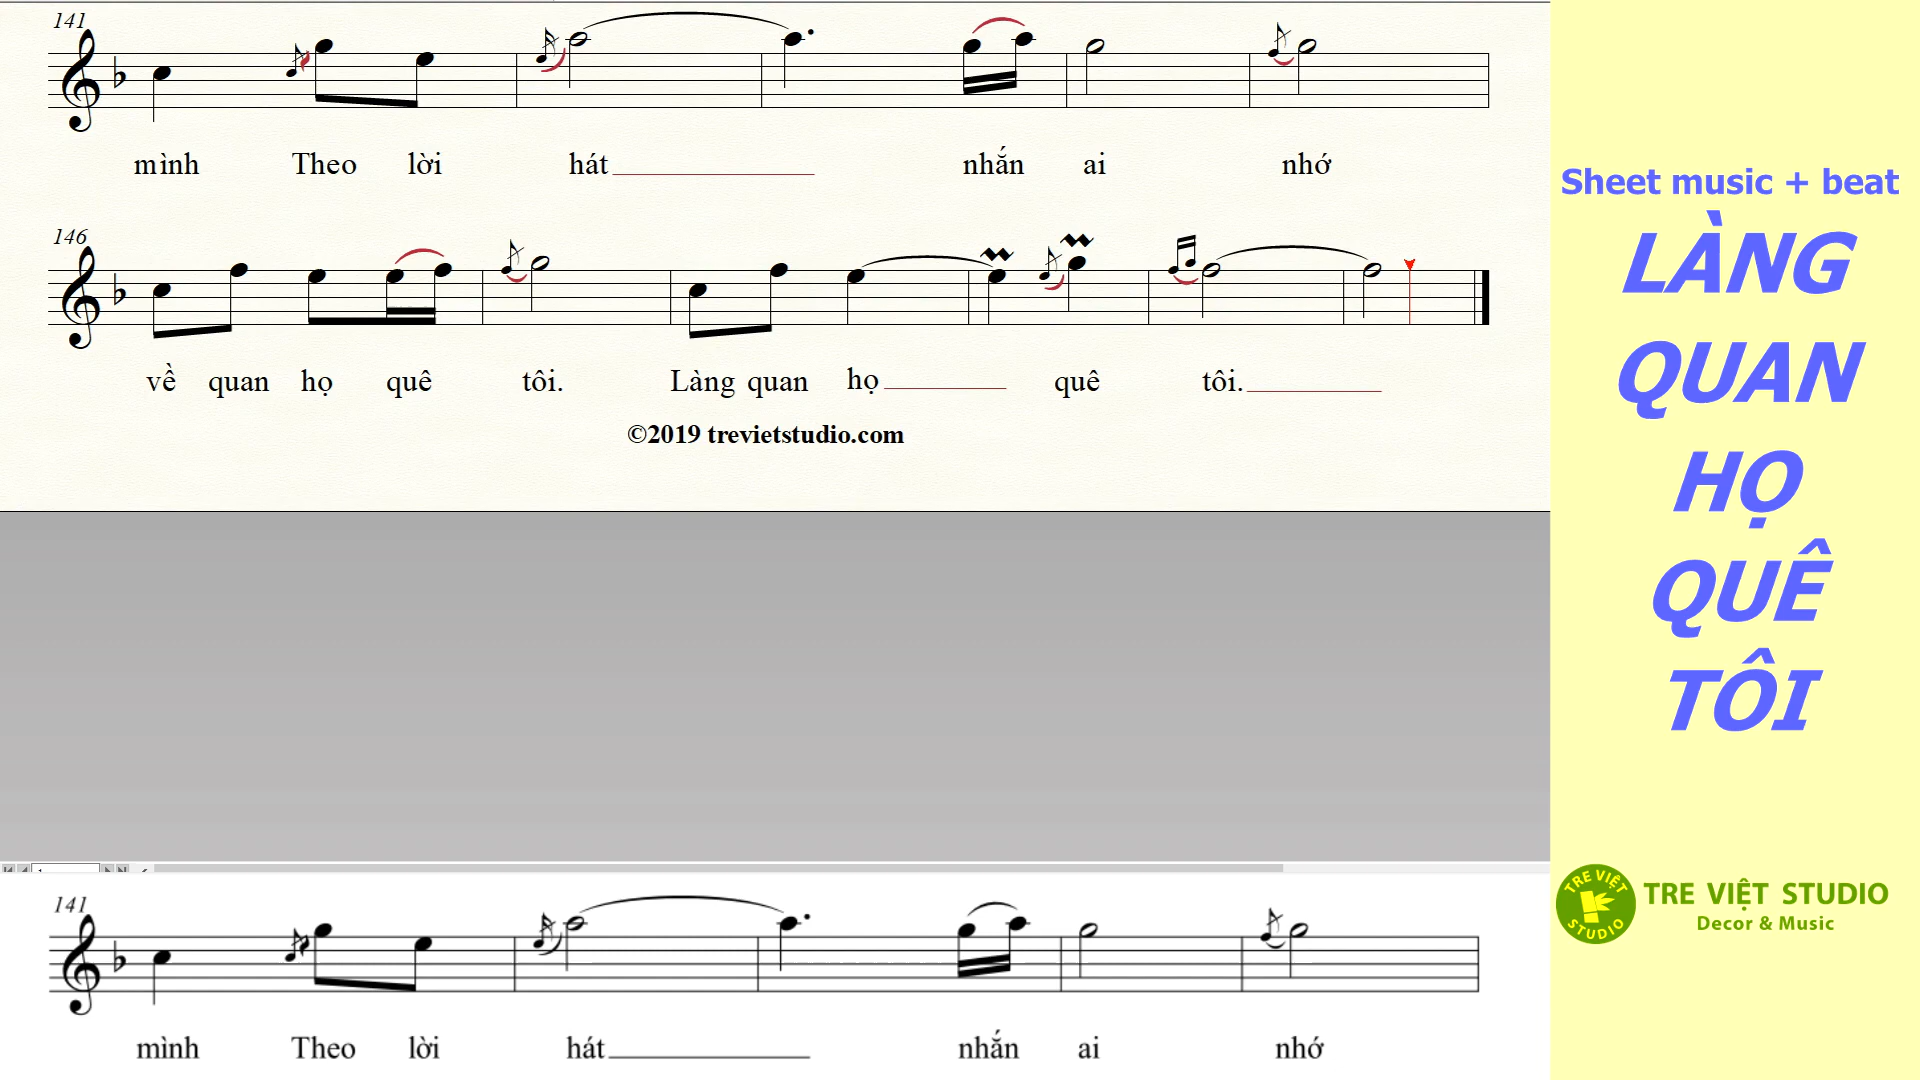 141
mình Theo lời hát nhắn ai nhớ
146
về quan họ quê tôi. Làng quan họ quê tôi.
©2019 trevietstudio.com
141
mình Theo lời hát nhắn ai nhớ
Sheet music + beat
LÀNG
QUAN
HỌ
QUÊ
TÔI
TRE VIỆT
STUDIO
TRE VIỆT STUDIO
Decor & Music